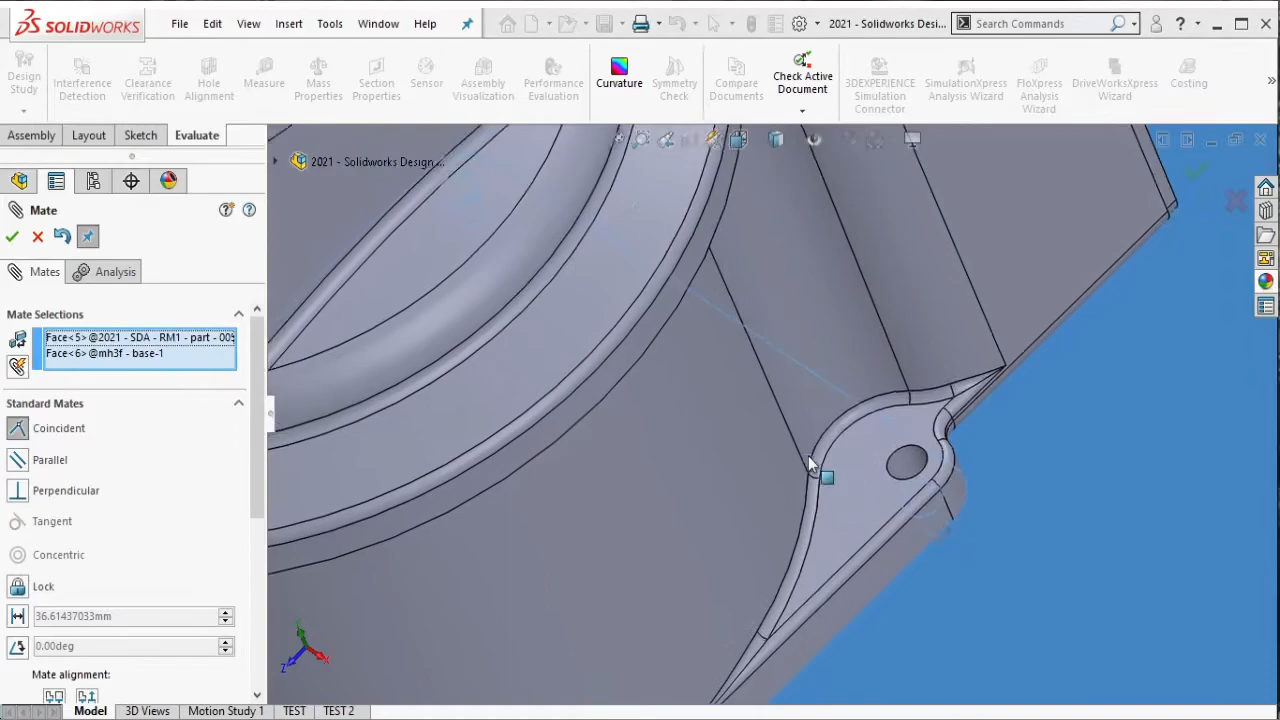 SOLIDWORKS
File Edit View Insert Tools Window Help
2021 - Solidworks Desi...
Search Commands
?
Design Study
Interference Detection
Clearance Verification
Hole Alignment
Measure
Mass Properties
Section Properties
Sensor
Assembly Visualization
Performance Evaluation
Curvature
Symmetry Check
Compare Documents
Check Active Document
3DEXPERIENCE Simulation Connector
SimulationXpress Analysis Wizard
FloXpress Analysis Wizard
DriveWorksXpress Wizard
Costing
»
Assembly Layout Sketch Evaluate
2021 - Solidworks Design ...
Mate
Mates Analysis
Mate Selections
Face<5> @2021 - SDA - RM1 - part - 00
Face<6> @mh3f - base-1
Standard Mates
Coincident
Parallel
Perpendicular
Tangent
Concentric
Lock
36.61437033mm
0.00deg
Mate alignment:
Y
X
Z
Model 3D Views Motion Study 1 TEST TEST 2